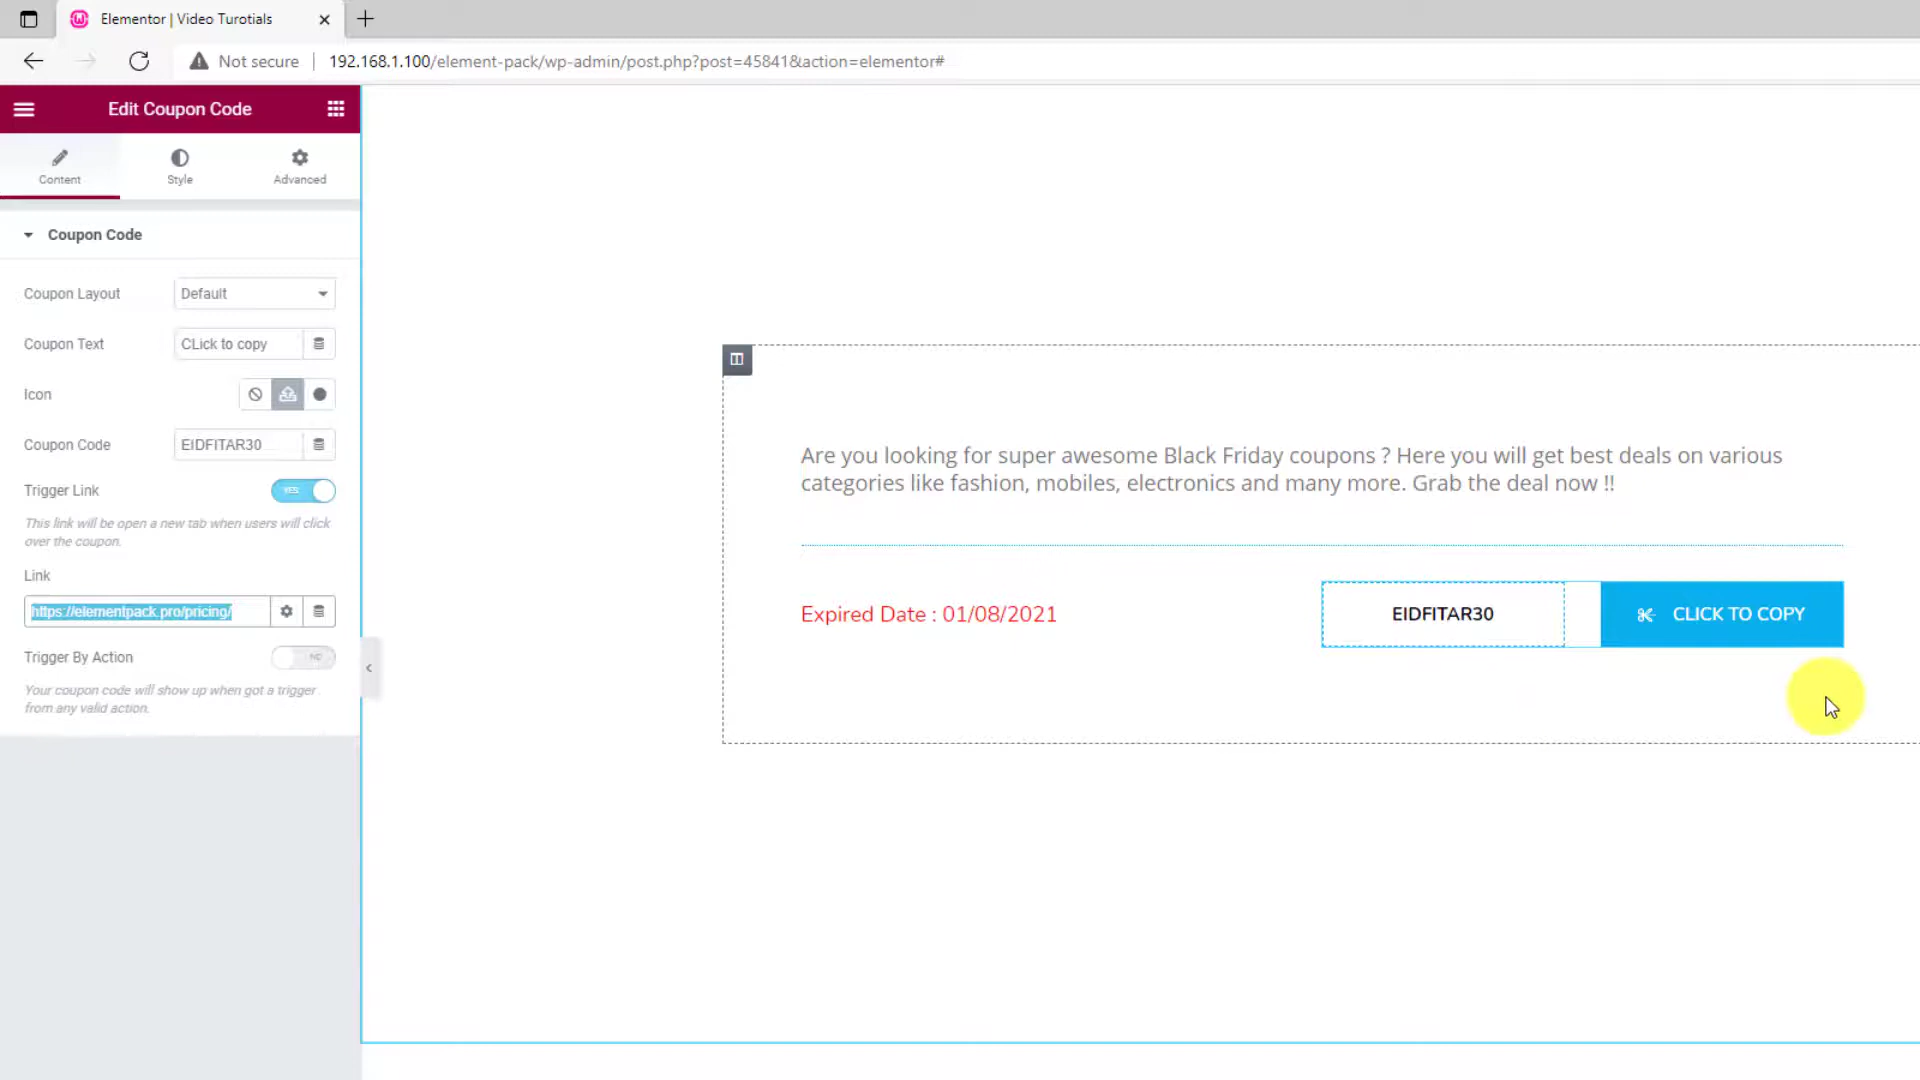 Elementor | Video Turotials
Not secure
192.168.1.100/element-pack/wp-admin/post.php?post=45841&action=elementor#
Edit Coupon Code
Content
Style
Advanced
Coupon Code
Coupon Layout
Default
Coupon Text
CLick to copy
Icon
Coupon Code
EIDFITAR30
Trigger Link
YES
This link will be open a new tab when users will click
over the coupon.
Link
https://elementpack.pro/pricing/
Trigger By Action
NO
Your coupon code will show up when got a trigger
from any valid action.
Are you looking for super awesome Black Friday coupons ? Here you will get best deals on various
categories like fashion, mobiles, electronics and many more. Grab the deal now !!
Expired Date : 01/08/2021
EIDFITAR30
CLICK TO COPY